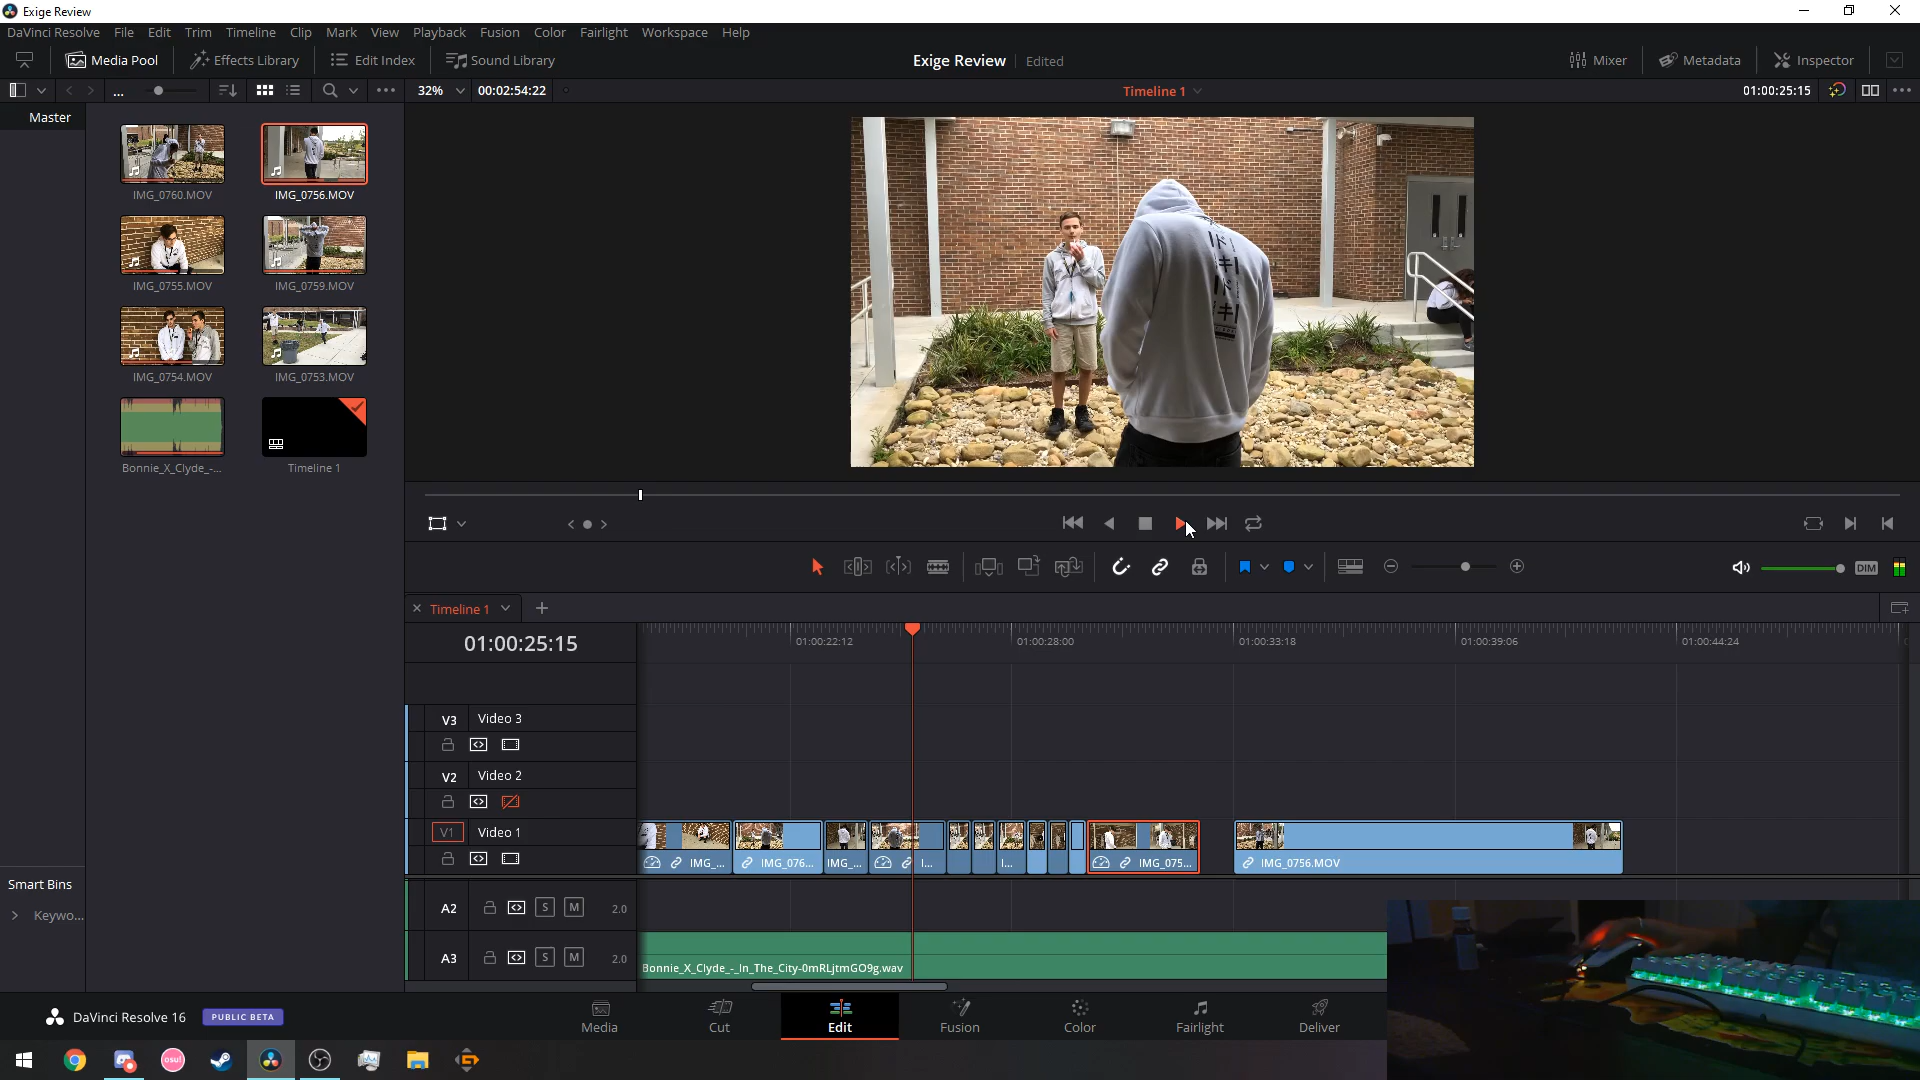 Exige Review
DaVinci Resolve File Edit Trim Timeline Clip Mark View Playback Fusion Color Fairlight Workspace Help
Media Pool Effects Library Edit Index Sound Library Exige Review Edited Mixer Metadata Inspector
... 32% 00:02:54:22 Timeline 1 01:00:25:15
Master
IMG_0760.MOV IMG_0756.MOV
IMG_0755.MOV IMG_0759.MOV
IMG_0754.MOV IMG_0753.MOV
Bonnie_X_Clyde_-... Timeline 1
ドキドキ
DIM
Timeline 1
01:00:25:15 01:00:22:12 01:00:28:00 01:00:33:18 01:00:39:06 01:00:44:24
V3 Video 3
V2 Video 2
V1 Video 1
IMG_... IMG_076... IMG_... I... I... IMG_075... IMG_0756.MOV
Smart Bins
Keywo...
A2 S M 2.0
A3 S M 2.0
Bonnie_X_Clyde_-_In_The_City-0mRLjtmGO9g.wav
DaVinci Resolve 16 PUBLIC BETA Media Cut Edit Fusion Color Fairlight Deliver
osu!